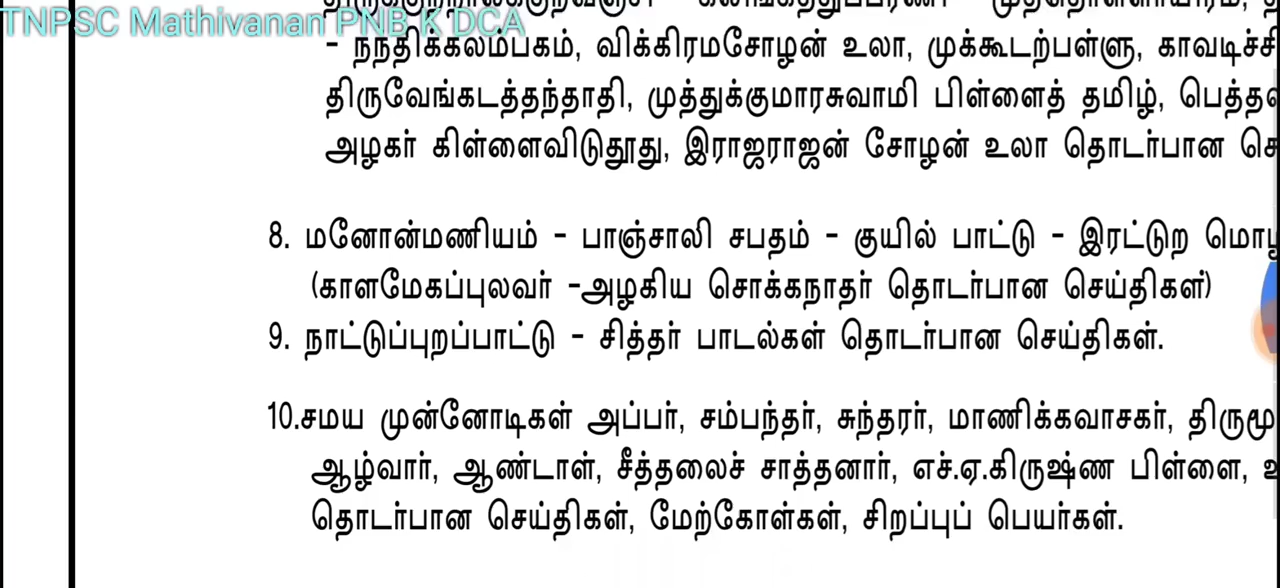 TNPSC Mathivanan PNB K DCA
- நந்திக்கலம்பகம், விக்கிரமசோழன் உலா, முக்கூடற்பள்ளு,
திருவேங்கடத்தந்தாதி, முத்துக்குமாரசுவாமி பிள்ளைத் தமிழ்,
அழகர் கிள்ளைவிடுதூது, இராஜராஜன் சோழன் உலா தொடர்பான
8. மனோன்மணியம் - பாஞ்சாலி சபதம் - குயில் பாட்டு - இரட்டுற
(காளமேகப்புலவர் -அழகிய சொக்கநாதர் தொடர்பான செய்திகள்)
9. நாட்டுப்புறப்பாட்டு - சித்தர் பாடல்கள் தொடர்பான செய்திகள்.
10.சமய முன்னோடிகள் அப்பர், சம்பந்தர், சுந்தரர், மாணிக்கவாசகர்,
ஆழ்வார், ஆண்டாள், சீத்தலைச் சாத்தனார், எச்.ஏ.கிருஷ்ண பிள்ளை,
தொடர்பான செய்திகள், மேற்கோள்கள், சிறப்புப் பெயர்கள்.